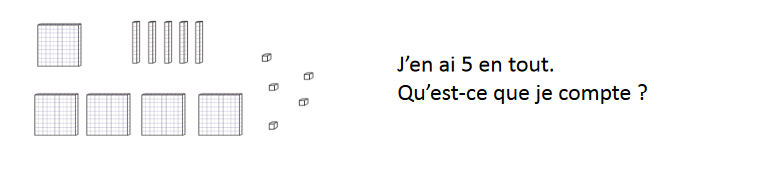 J’en ai 5 en tout.
Qu’est-ce que je compte ?